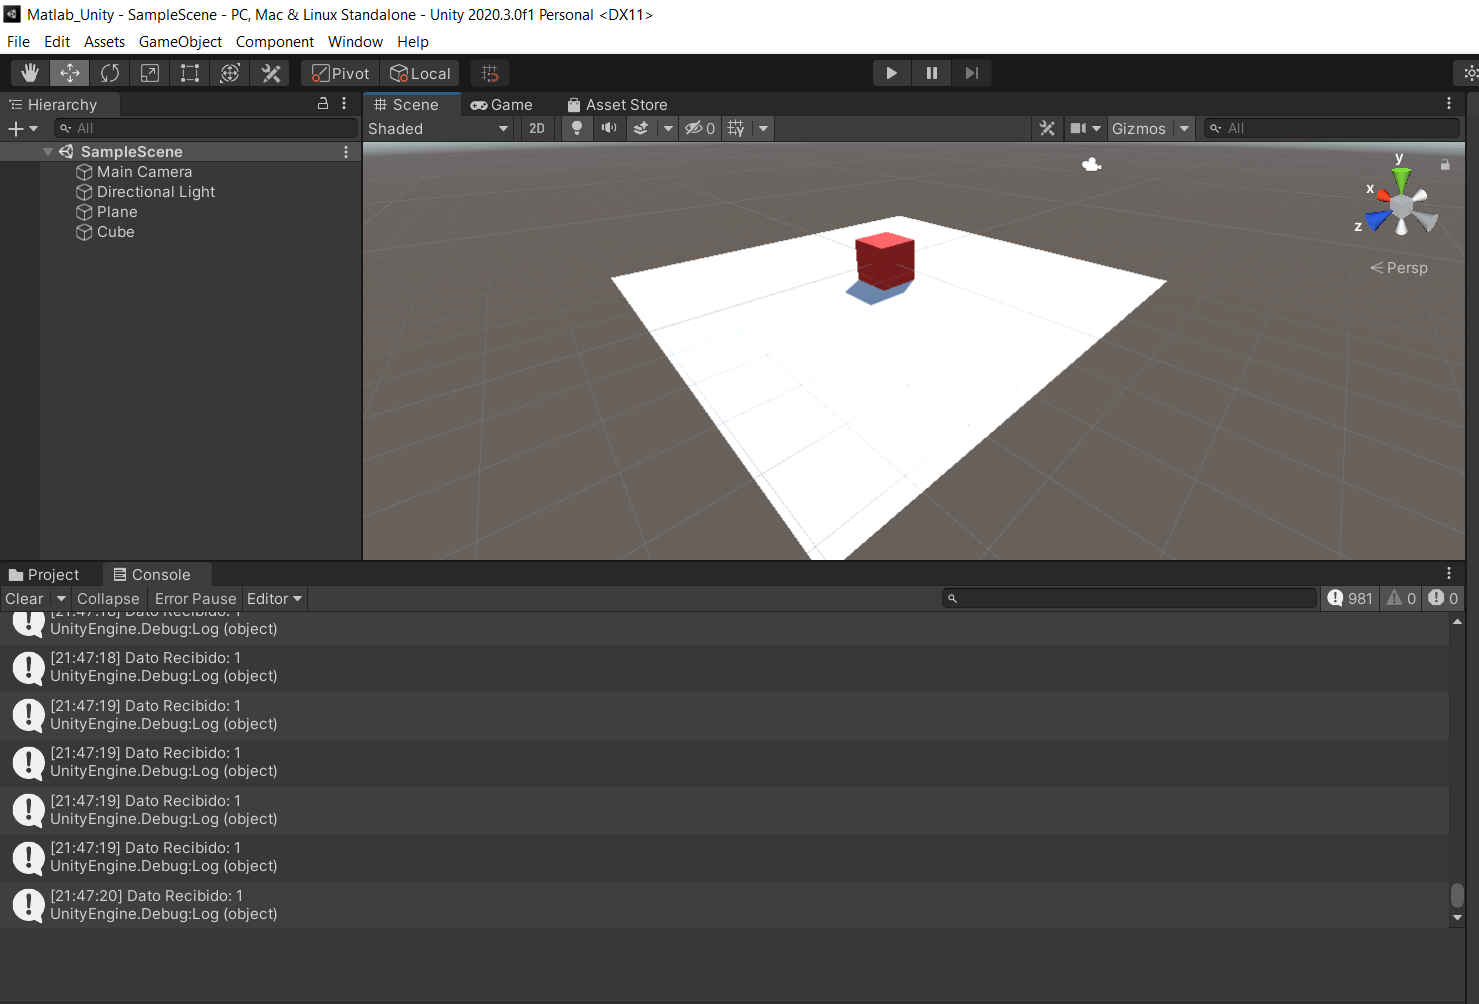 Matlab_Unity - SampleScene - PC, Mac & Linux Standalone - Unity 2020.3.0f1 Personal <DX11>
File Edit Assets GameObject Component Window Help
Pivot Local
Hierarchy
All
SampleScene
Main Camera
Directional Light
Plane
Cube
Scene Game Asset Store
Shaded 2D 0 Gizmos All
y
x
z
Persp
Project Console
Clear Collapse Error Pause Editor 981 0 0
[21:47:18] Dato Recibido: 1
UnityEngine.Debug:Log (object)
[21:47:18] Dato Recibido: 1
UnityEngine.Debug:Log (object)
[21:47:19] Dato Recibido: 1
UnityEngine.Debug:Log (object)
[21:47:19] Dato Recibido: 1
UnityEngine.Debug:Log (object)
[21:47:19] Dato Recibido: 1
UnityEngine.Debug:Log (object)
[21:47:19] Dato Recibido: 1
UnityEngine.Debug:Log (object)
[21:47:20] Dato Recibido: 1
UnityEngine.Debug:Log (object)